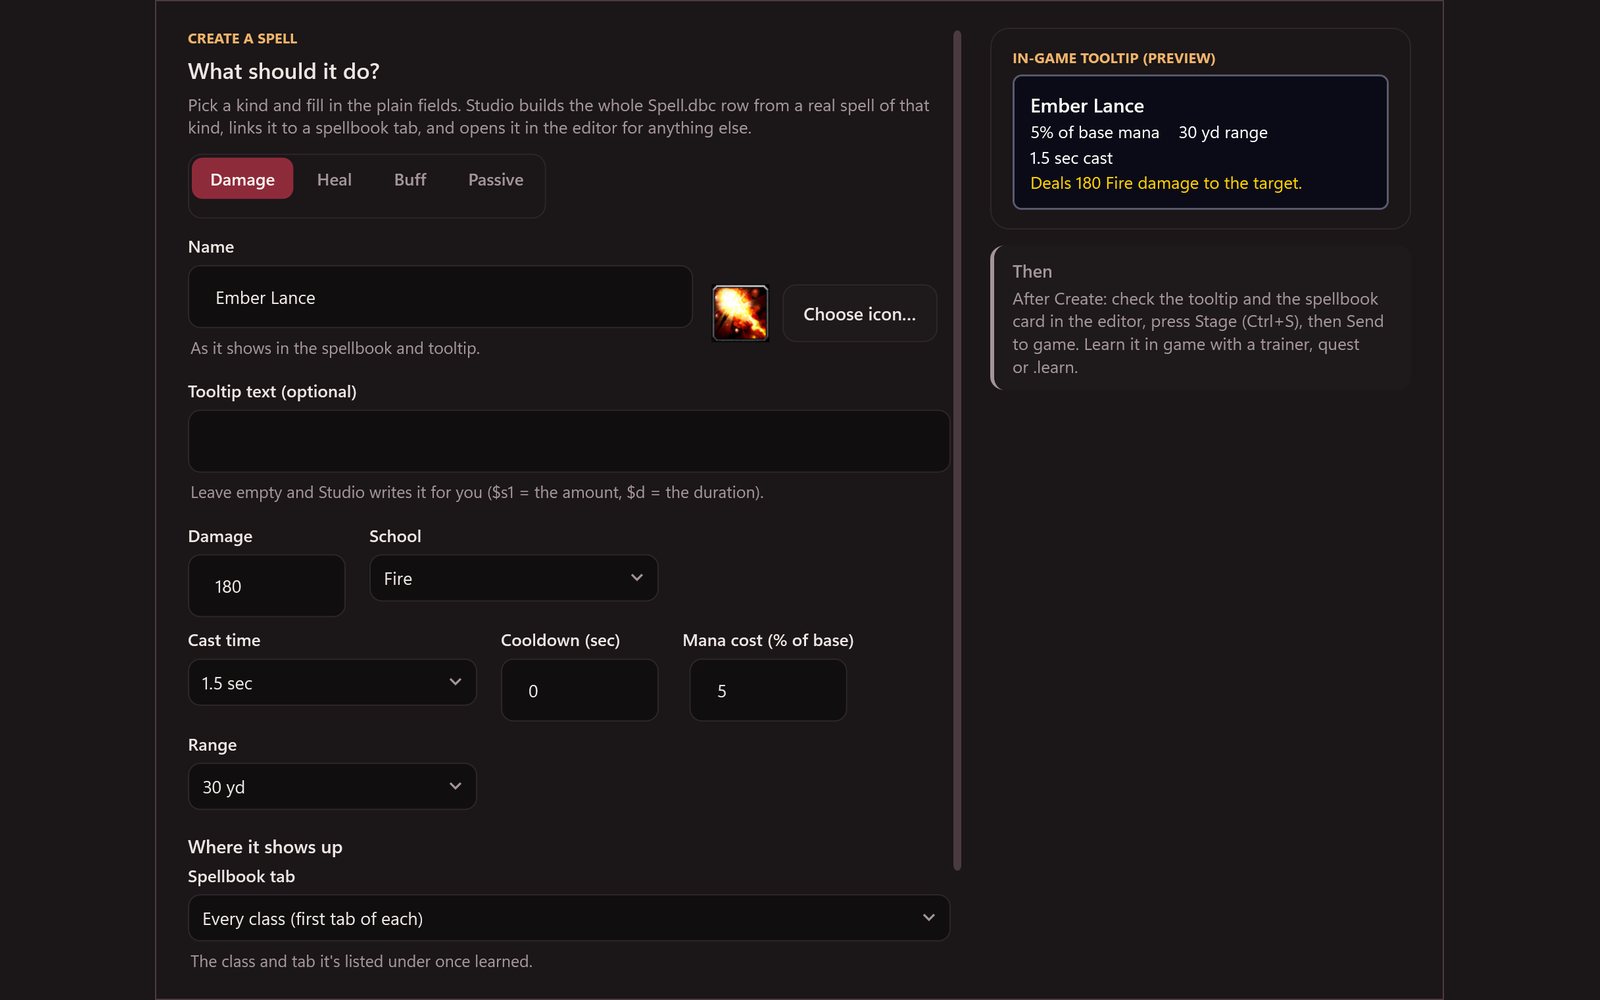 CREATE A SPELL
What should it do?
Pick a kind and fill in the plain fields. Studio builds the whole Spell.dbc row from a real spell of that
kind, links it to a spellbook tab, and opens it in the editor for anything else.
Damage Heal Buff Passive
Name
Ember Lance
Choose icon...
As it shows in the spellbook and tooltip.
Tooltip text (optional)
Leave empty and Studio writes it for you ($s1 = the amount, $d = the duration).
Damage School
180 Fire
Cast time Cooldown (sec) Mana cost (% of base)
1.5 sec 0 5
Range
30 yd
Where it shows up
Spellbook tab
Every class (first tab of each)
The class and tab it's listed under once learned.
IN-GAME TOOLTIP (PREVIEW)
Ember Lance
5% of base mana 30 yd range
1.5 sec cast
Deals 180 Fire damage to the target.
Then
After Create: check the tooltip and the spellbook
card in the editor, press Stage (Ctrl+S), then Send
to game. Learn it in game with a trainer, quest
or .learn.